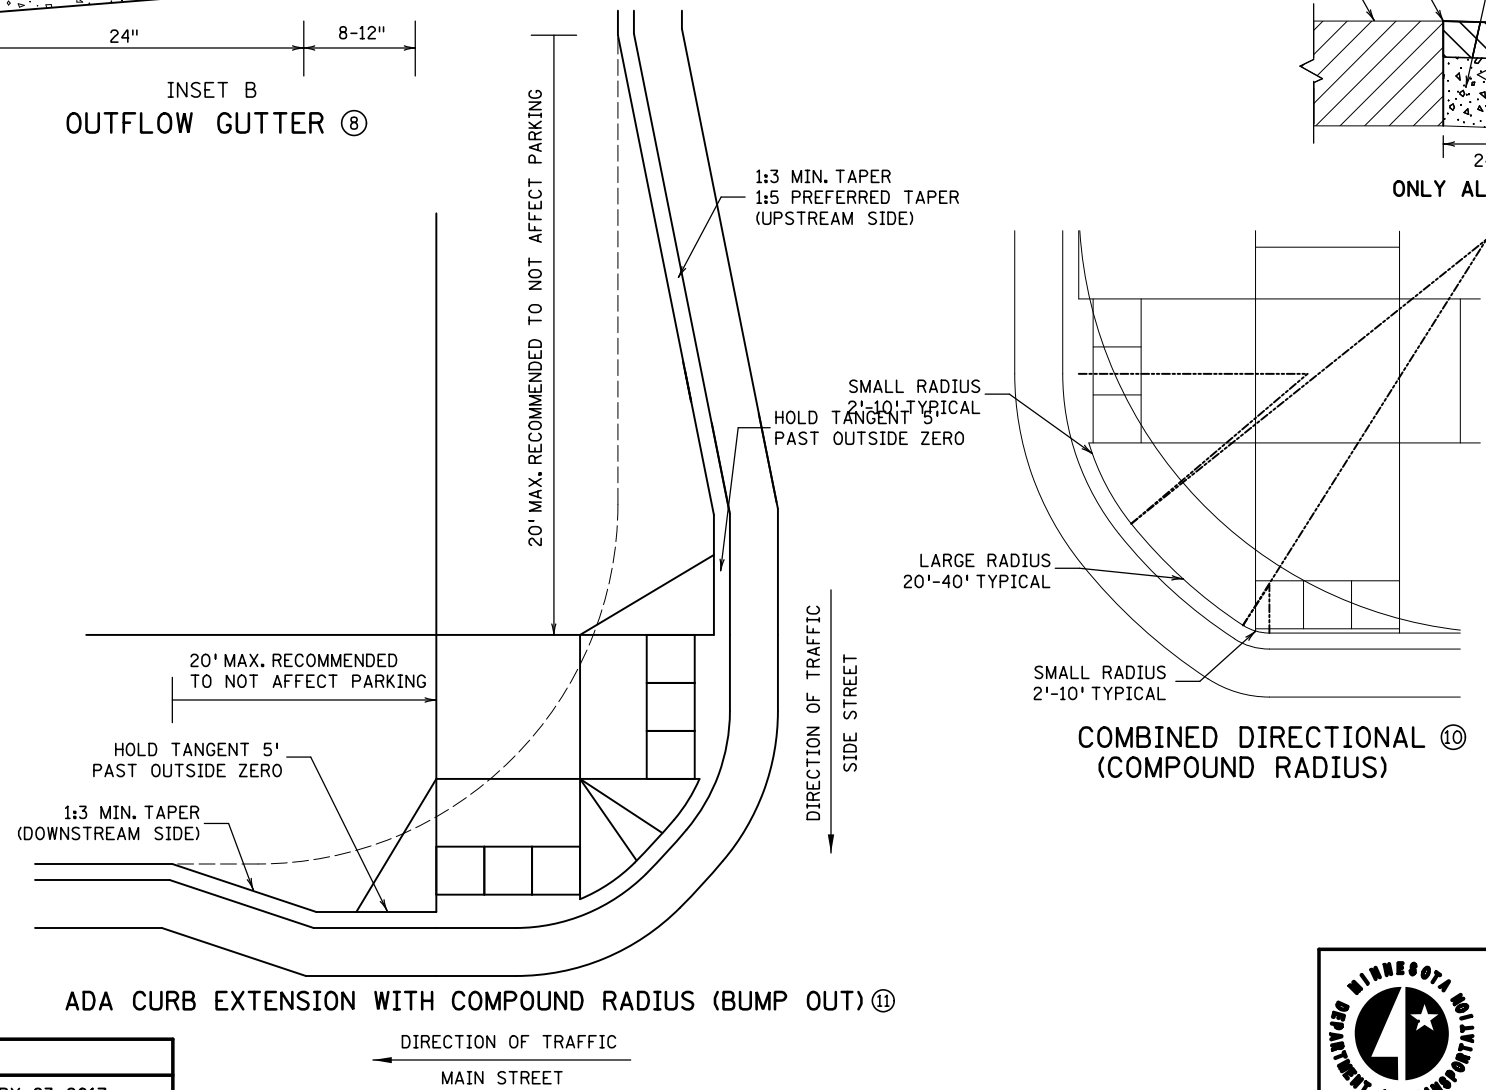 24"
8-12"
INSET B
OUTFLOW GUTTER 8
20' MAX. RECOMMENDED TO NOT AFFECT PARKING
1:3 MIN. TAPER
1:5 PREFERRED TAPER
(UPSTREAM SIDE)
ONLY
SMALL RADIUS
2'-10' TYPICAL
HOLD TANGENT 5'
PAST OUTSIDE ZERO
LARGE RADIUS
20'-40' TYPICAL
SMALL RADIUS
2'-10' TYPICAL
COMBINED DIRECTIONAL 10
(COMPOUND RADIUS)
DIRECTION OF TRAFFIC
SIDE STREET
20' MAX. RECOMMENDED
TO NOT AFFECT PARKING
HOLD TANGENT 5'
PAST OUTSIDE ZERO
1:3 MIN. TAPER
(DOWNSTREAM SIDE)
ADA CURB EXTENSION WITH COMPOUND RADIUS (BUMP OUT) 11
DIRECTION OF TRAFFIC
MAIN STREET
MINNESOTA
DEPARTMENT
TRANSPORTATION